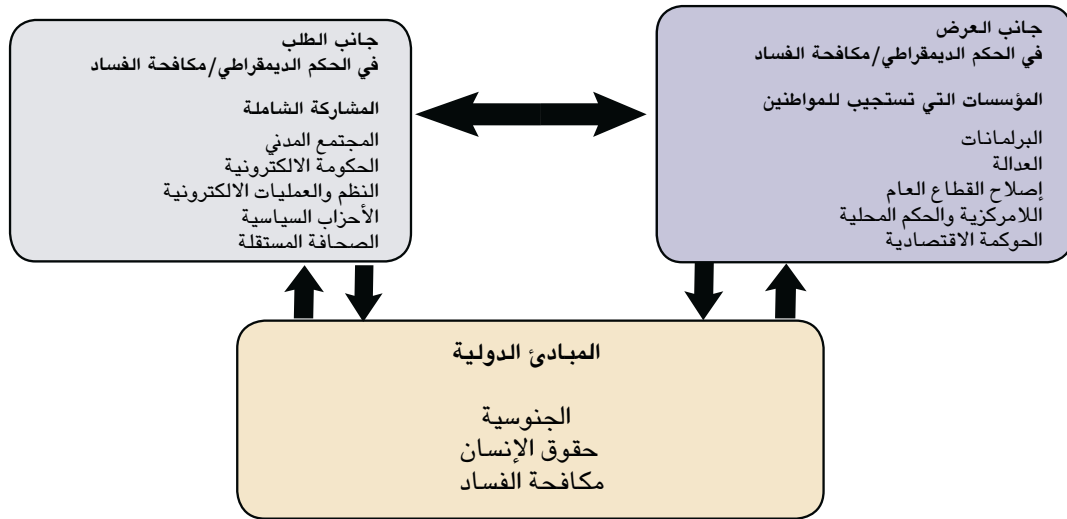 جانب العرض
في الحكم الديمقراطي/مكافحة الفساد
المؤسسات التي تستجيب للمواطنين
البرلمانات
العدالة
إصلاح القطاع العام
اللامركزية والحكم المحلية
الحوكمة الاقتصادية
جانب الطلب
في الحكم الديمقراطي/مكافحة الفساد
المشاركة الشاملة
المجتمع المدني
الحكومة الالكترونية
النظم والعمليات الالكترونية
الأحزاب السياسية
الصحافة المستقلة
المبادئ الدولية
الجنوسية
حقوق الإنسان
مكافحة الفساد